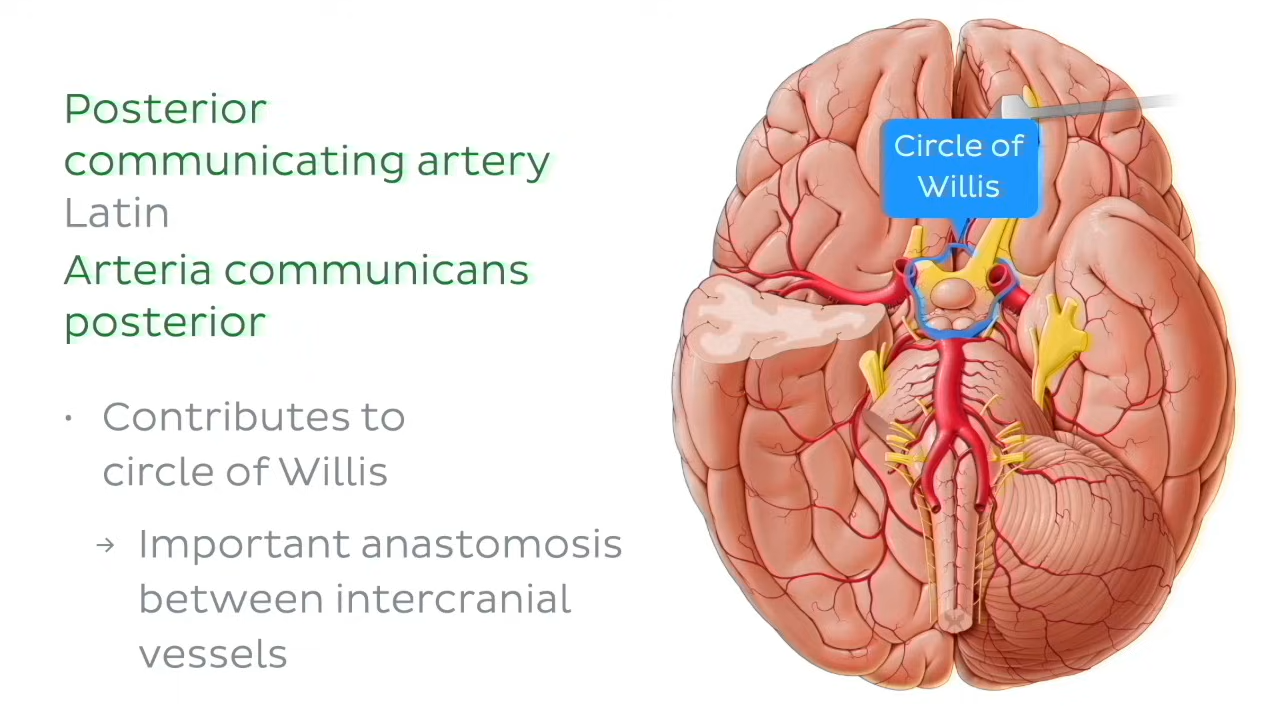 Posterior
communicating artery
Latin
Arteria communicans
posterior
• Contributes to
circle of Willis
→ Important anastomosis
between intercranial
vessels
Circle of
Willis